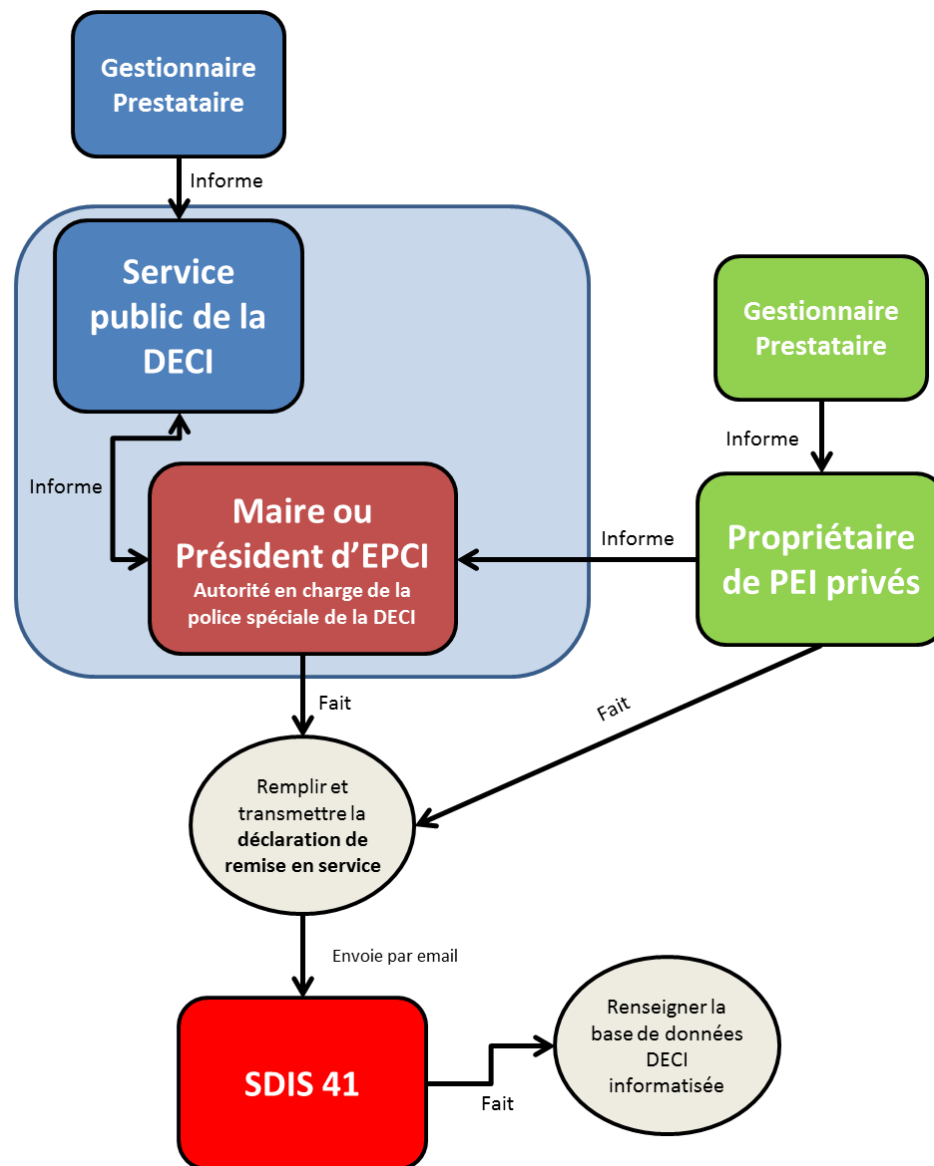 Gestionnaire
Prestataire
Informe
Service
public de la
DECI
Gestionnaire
Prestataire
Informe
Informe
Maire ou
Président d’EPCI
Autorité en charge de la
police spéciale de la DECI
Informe
Propriétaire
de PEI privés
Fait
Fait
Remplir et
transmettre la
déclaration de
remise en service
Envoie par email
SDIS 41
Fait
Renseigner la
base de données
DECI
informatisée